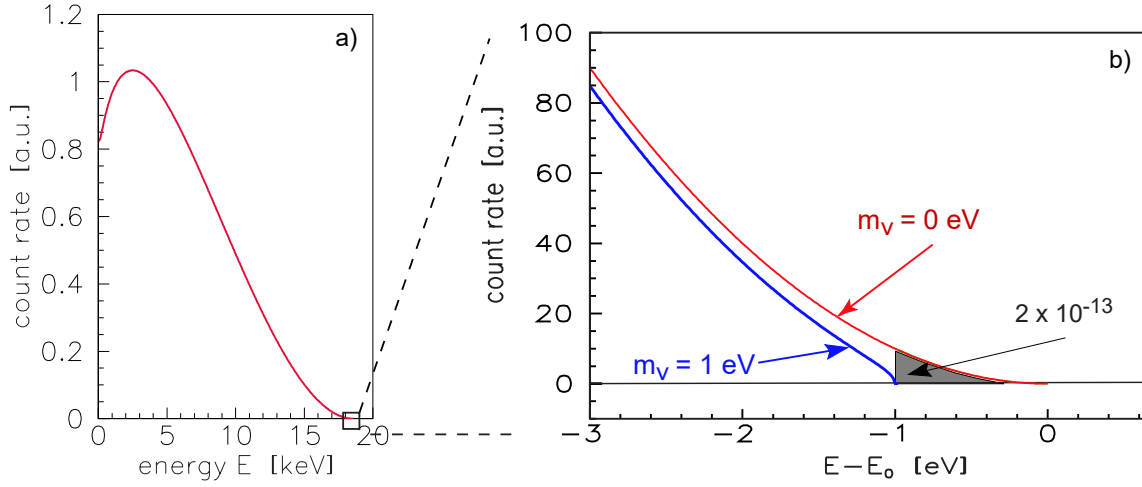 a)
1.2
1
0.8
0.6
0.4
0.2
0
count rate [a.u.]
0 5 10 15 20
energy E [keV]
b)
100
80
60
40
20
0
count rate [a.u.]
mν = 0 eV
2 x 10-13
mν = 1 eV
−3 −2 −1 0
E−E0 [eV]